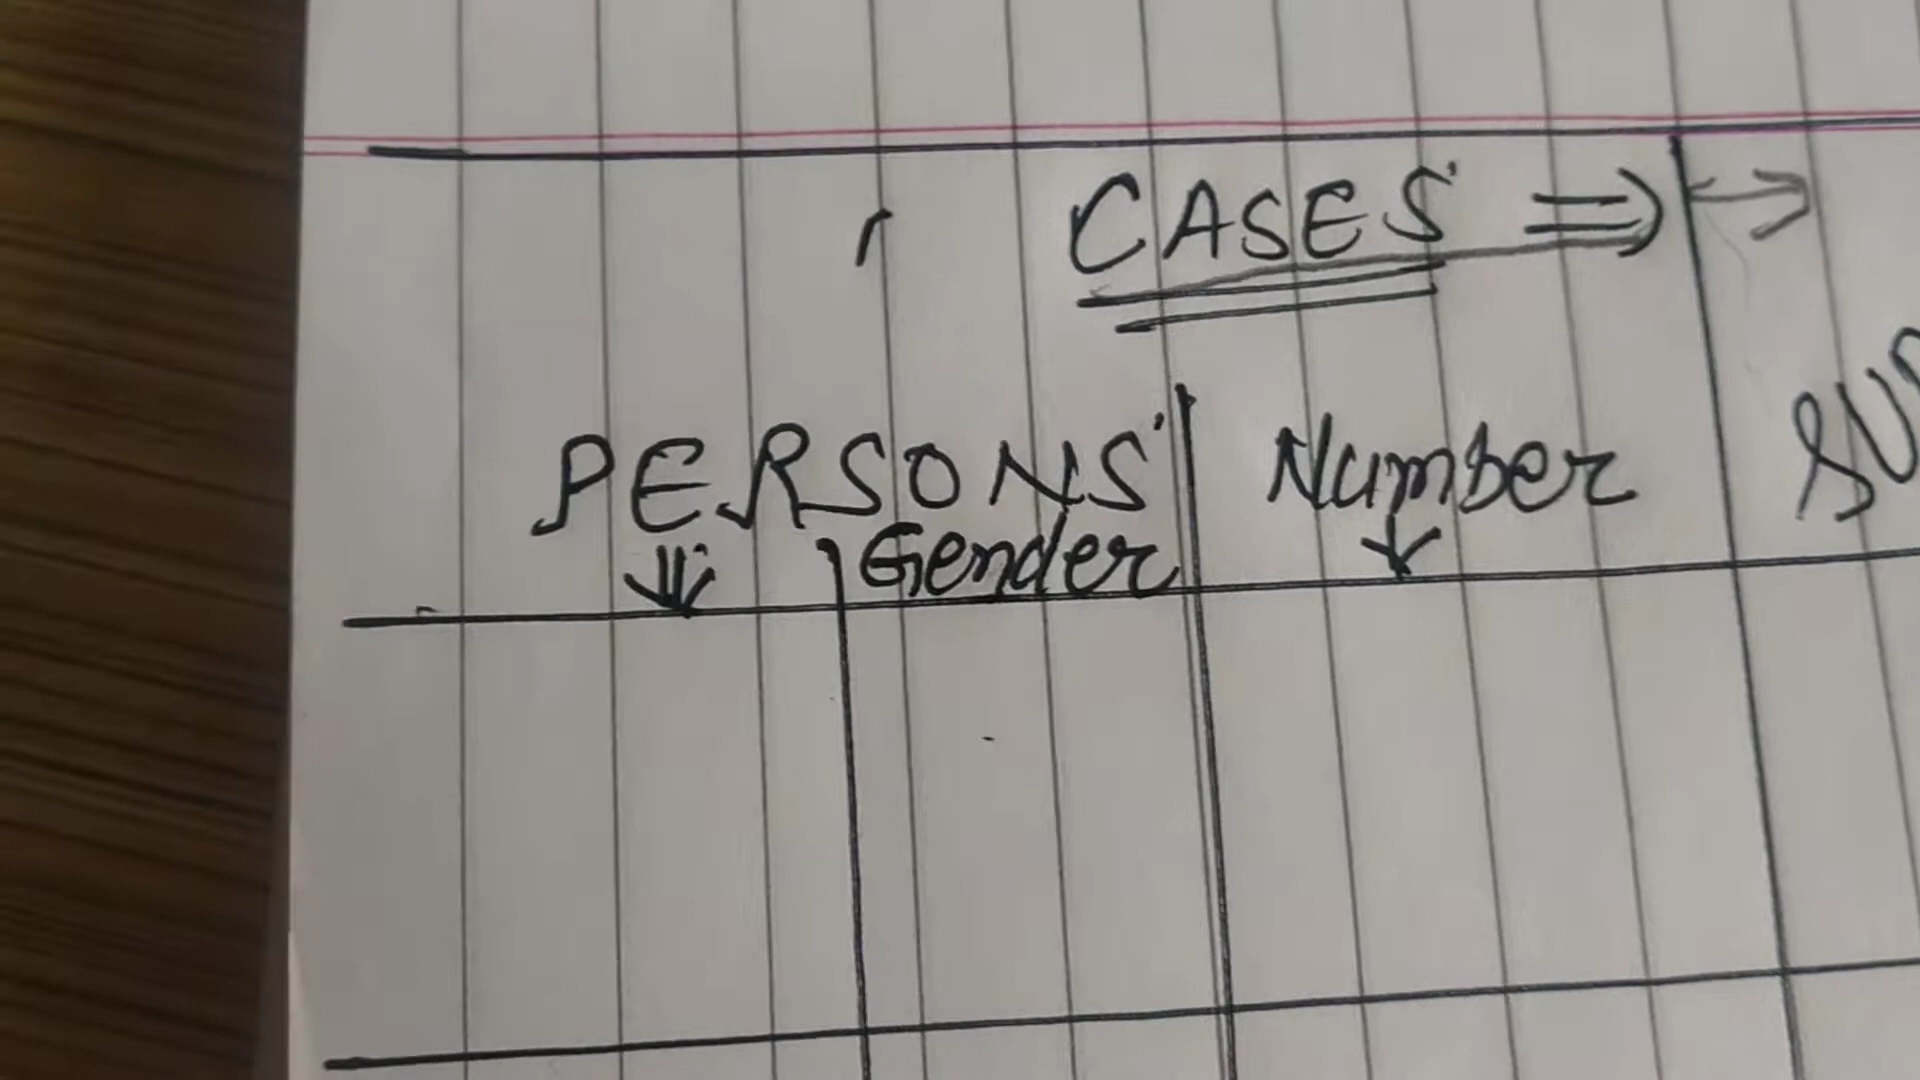 CASES ⇒ →
PERSONS Number
Gender